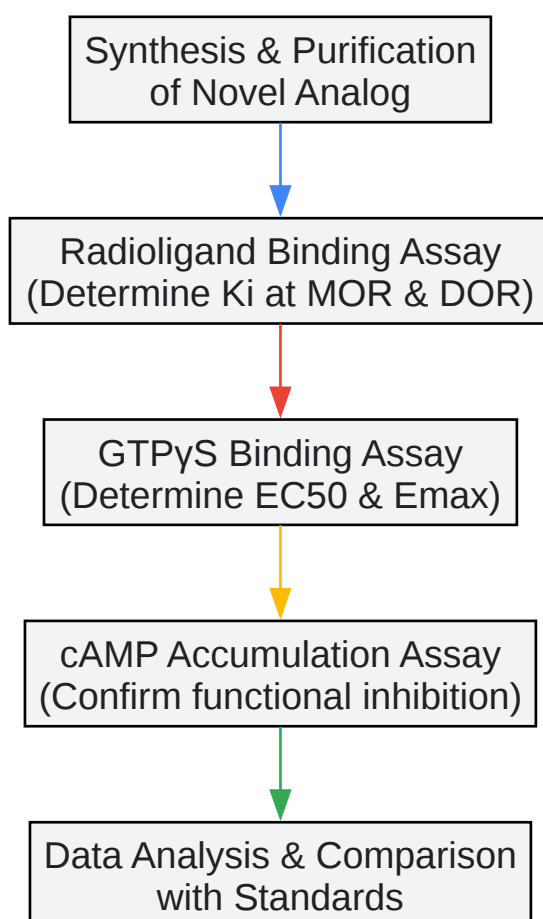 Synthesis & Purification
of Novel Analog
Radioligand Binding Assay
(Determine Ki at MOR & DOR)
GTPγS Binding Assay
(Determine EC50 & Emax)
cAMP Accumulation Assay
(Confirm functional inhibition)
Data Analysis & Comparison
with Standards